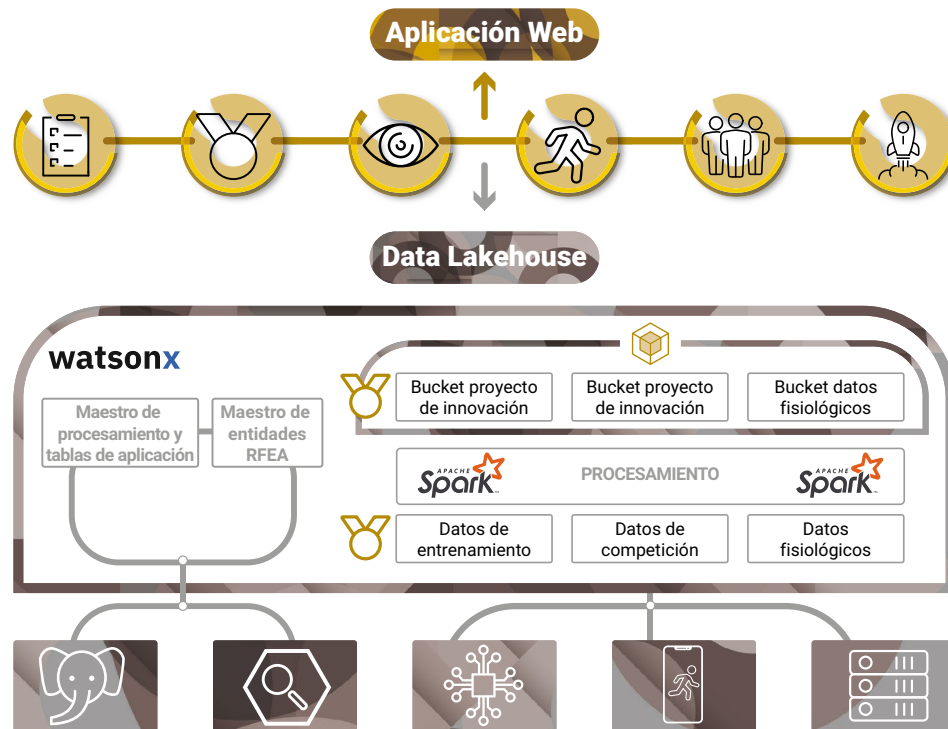 Aplicación Web
Data Lakehouse
watsonx
Maestro de
procesamiento y
tablas de aplicación
Maestro de
entidades
RFEA
Bucket proyecto
de innovación
Bucket proyecto
de innovación
Bucket datos
fisiológicos
APACHE
Spark
PROCESAMIENTO
APACHE
Spark
Datos de
entrenamiento
Datos de
competición
Datos
fisiológicos